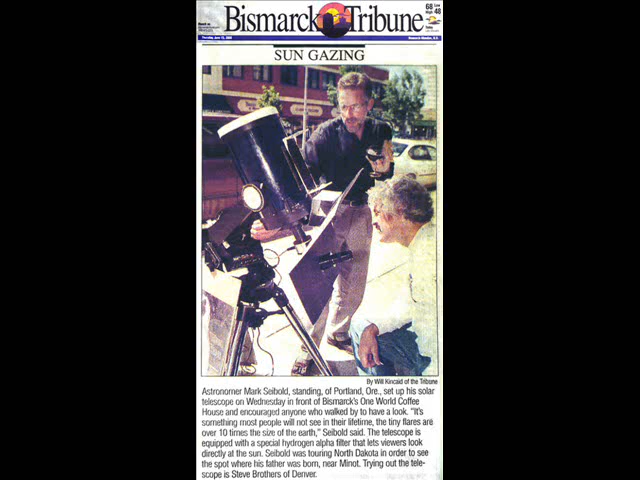 Bismarck Tribune
68 Low
High 48
SUN GAZING
By Will Kincaid of the Tribune
Astronomer Mark Seibold, standing, of Portland, Ore., set up his solar
telescope on Wednesday in front of Bismarck's One World Coffee
House and encouraged anyone who walked by to have a look. "It's
something most people will not see in their lifetime, the tiny flares are
over 10 times the size of the earth," Seibold said. The telescope is
equipped with a special hydrogen alpha filter that lets viewers look
directly at the sun. Seibold was touring North Dakota in order to see
the spot where his father was born, near Minot. Trying out the tele-
scope is Steve Brothers of Denver.